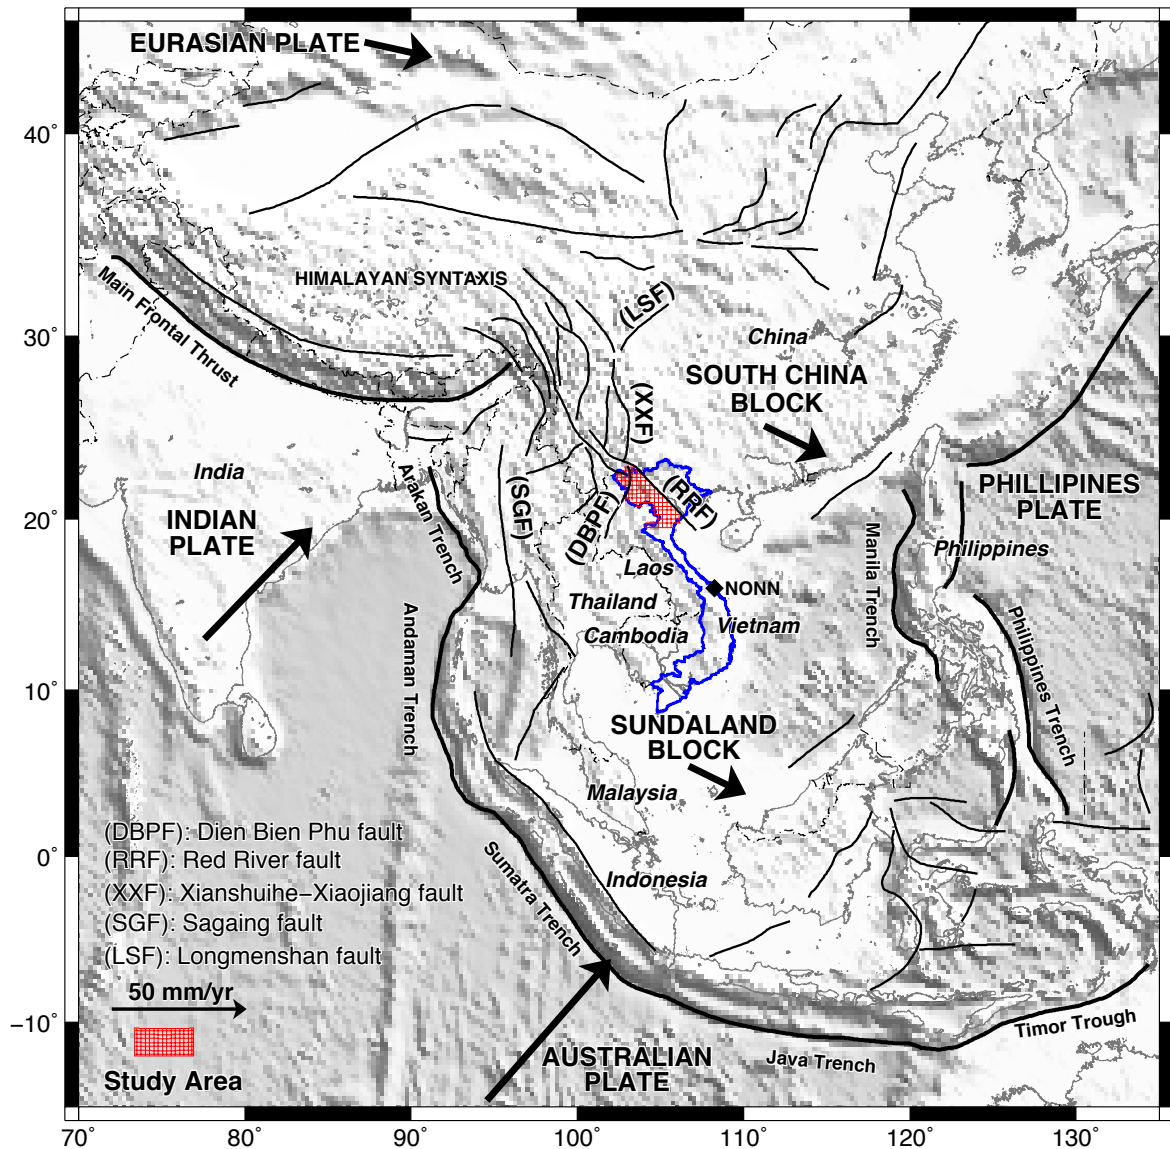 EURASIAN PLATE
40°
HIMALAYAN SYNTAXIS
Main Frontal Thrust
(LSF)
30°
China
SOUTH CHINA
BLOCK
(XXF)
India
Arakan Trench
(SGF)
(RRF)
(DBPF)
PHILLIPINES
PLATE
INDIAN
PLATE
20°
Manila Trench
Philippines
Laos
NONN
Thailand
Vietnam
Cambodia
Andaman Trench
Philippines Trench
10°
SUNDALAND
BLOCK
Malaysia
(DBPF): Dien Bien Phu fault
(RRF): Red River fault
(XXF): Xianshuihe–Xiaojiang fault
(SGF): Sagaing fault
(LSF): Longmenshan fault
0°
Indonesia
Sumatra Trench
50 mm/yr
−10°
Study Area
AUSTRALIAN
PLATE
Java Trench
Timor Trough
70° 80° 90° 100° 110° 120° 130°